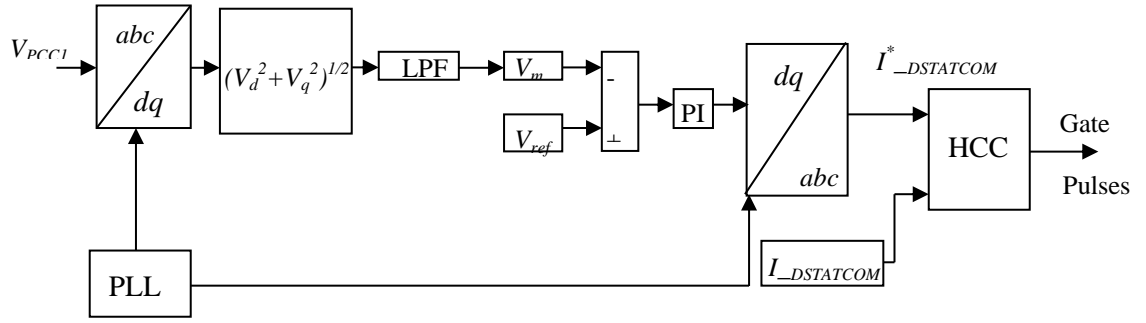 V_PCC1
abc
dq
(V_d^2+V_q^2)^1/2
LPF
V_m
V_ref
-
+
PI
dq
abc
I^*_DSTATCOM
HCC
Gate
Pulses
I_DSTATCOM
PLL